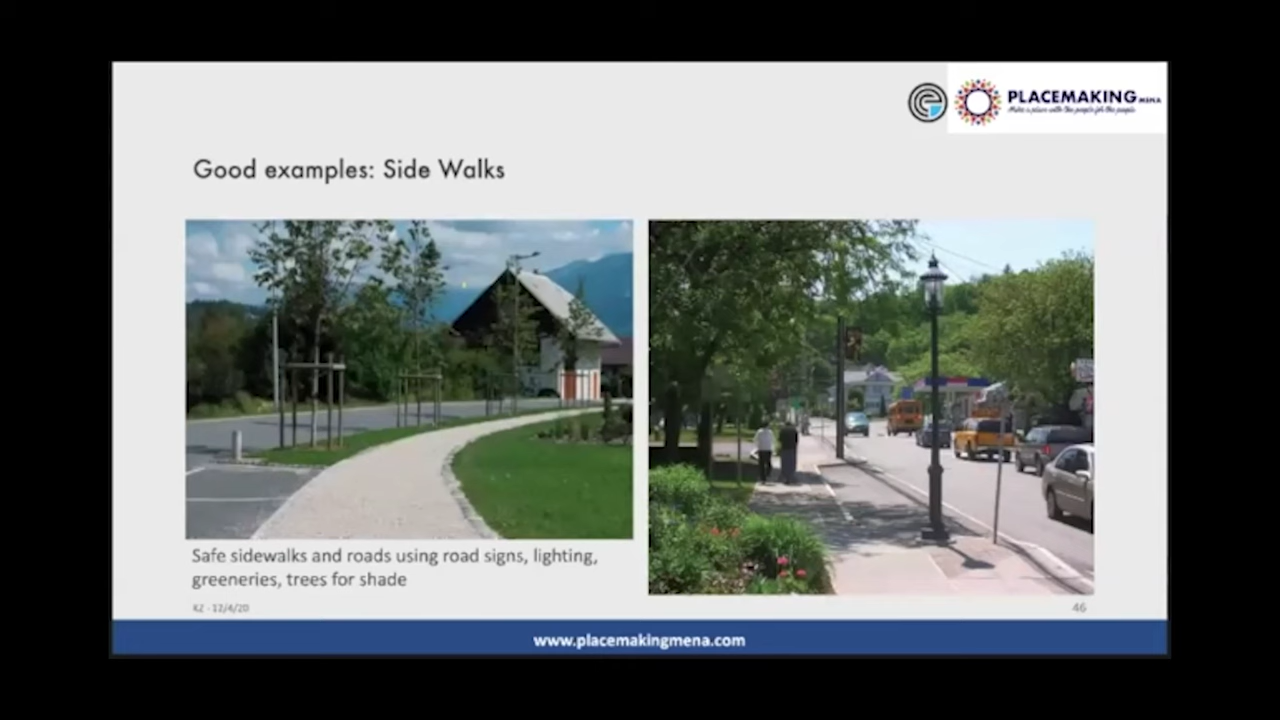 PLACEMAKING MENA
Make a place with the people for the people
Good examples: Side Walks
Safe sidewalks and roads using road signs, lighting,
greeneries, trees for shade
KZ - 12/4/20
46
www.placemakingmena.com